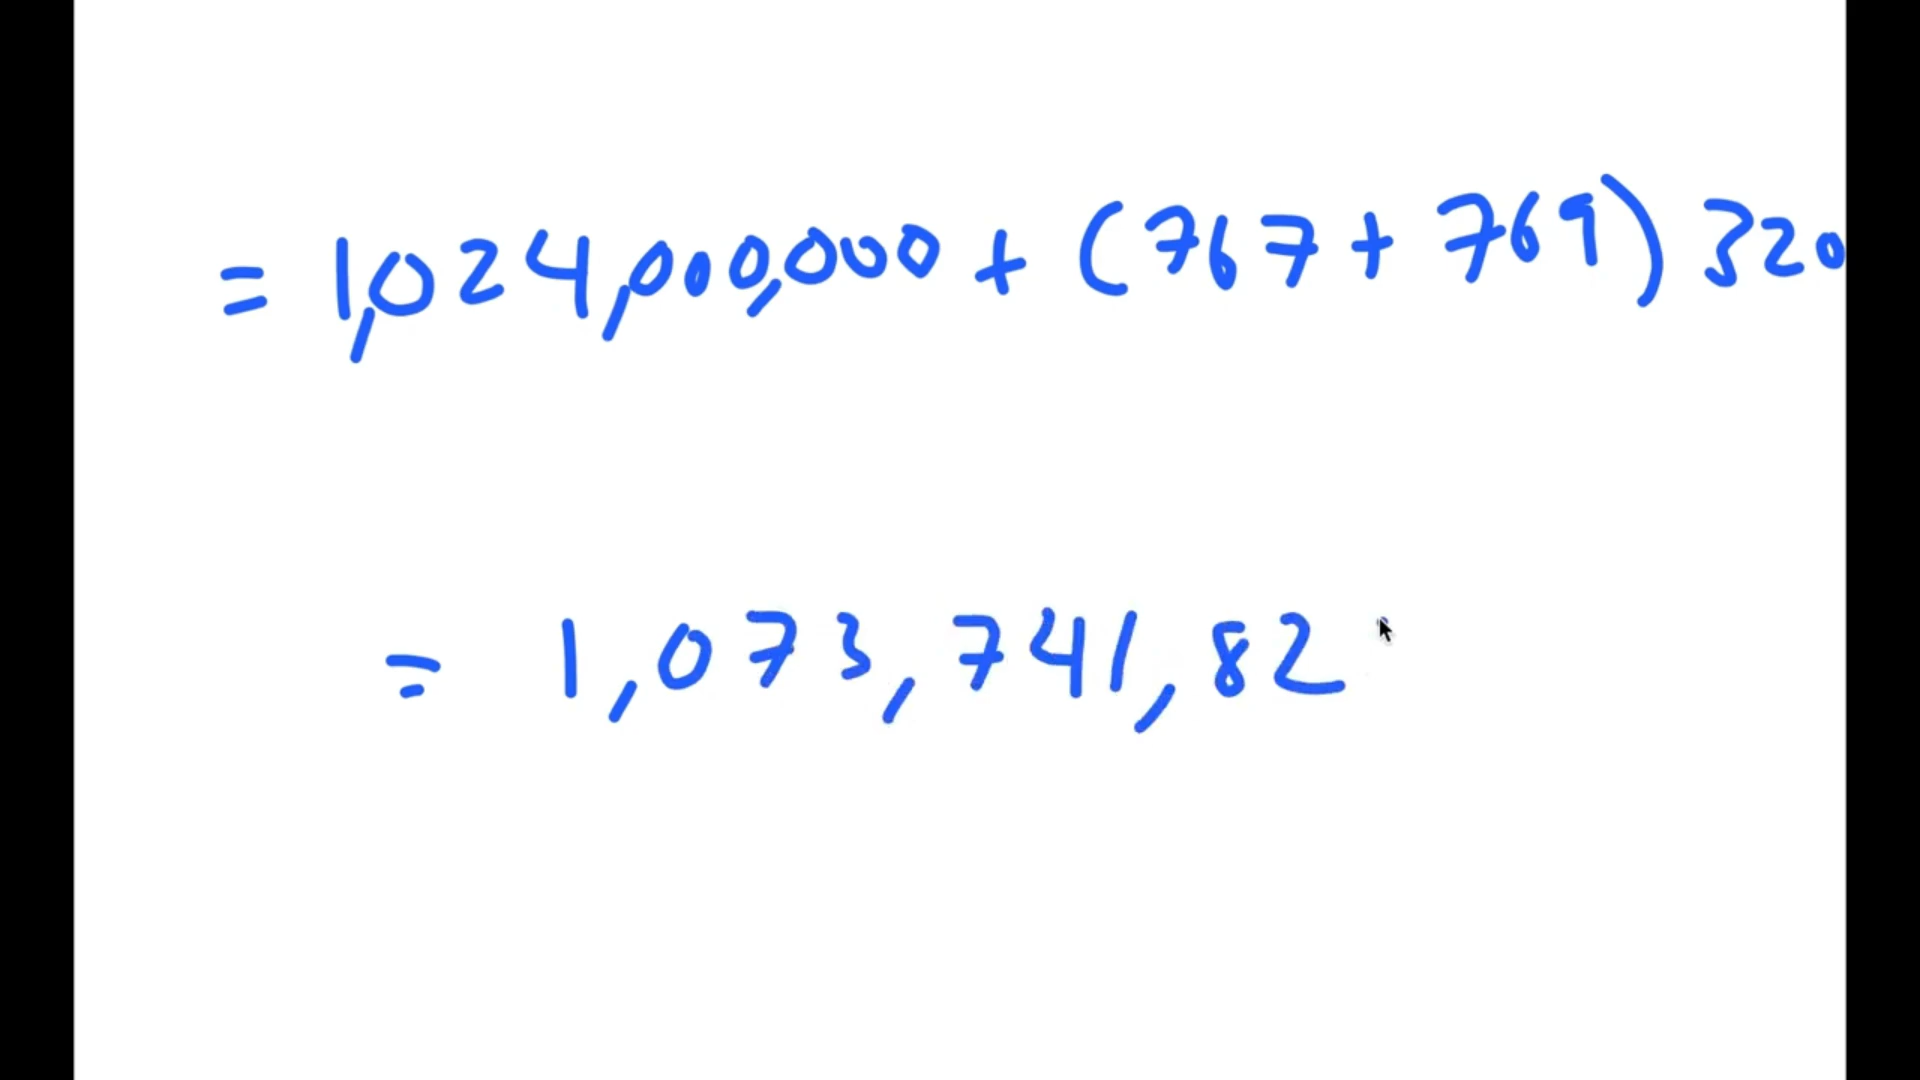 = 1,024,000,000 + (767 + 769) 320
= 1,073,741,82